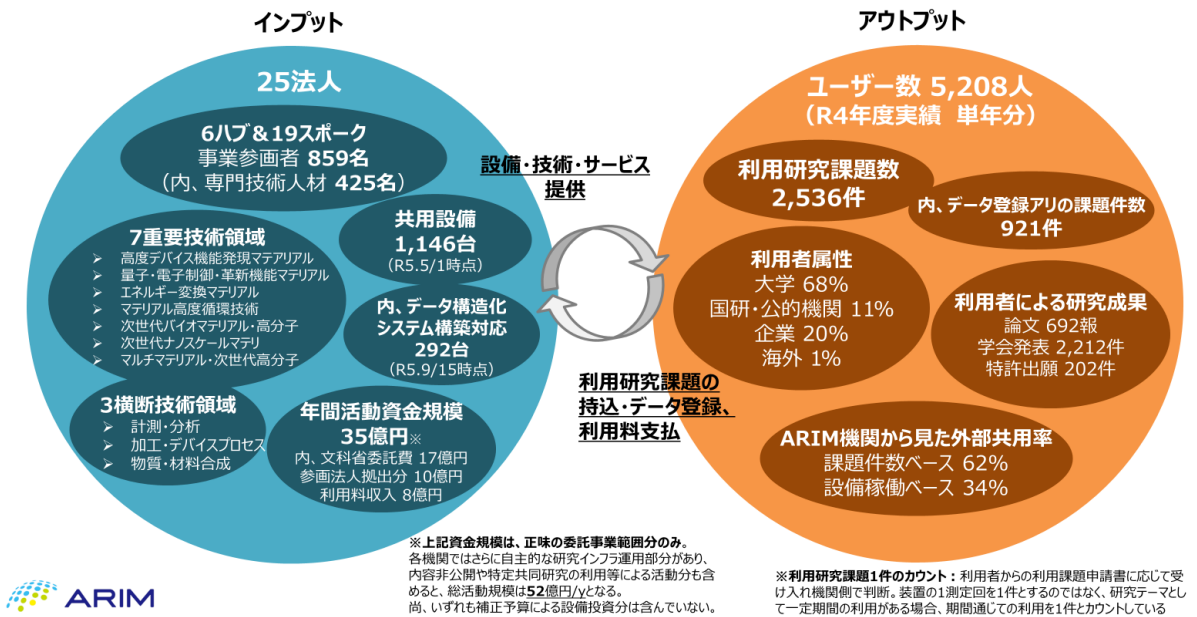 インプット
25法人
6ハブ＆19スポーク
事業参画者 859名
（内、専門技術人材 425名）
共用設備
1,146台
（R5.5/1時点）
7重要技術領域
➢ 高度デバイス機能発現マテアリアル
➢ 量子・電子制御・革新機能マテリアル
➢ エネルギー変換マテリアル
➢ マテリアル高度循環技術
➢ 次世代バイオマテリアル・高分子
➢ 次世代ナノスケールマテリ
➢ マルチマテリアル・次世代高分子
内、データ構造化
システム構築対応
292台
（R5.9/15時点）
3横断技術領域
➢ 計測・分析
➢ 加工・デバイスプロセス
➢ 物質・材料合成
年間活動資金規模
35億円※
内、文科省委託費 17億円
参画法人拠出分 10億円
利用料収入 8億円
設備・技術・サービス
提供
利用研究課題の
持込・データ登録、
利用料支払
アウトプット
ユーザー数 5,208人
（R4年度実績 単年分）
利用研究課題数
2,536件
内、データ登録アリの課題件数
921件
利用者属性
大学 68%
国研・公的機関 11%
企業 20%
海外 1%
利用者による研究成果
論文 692報
学会発表 2,212件
特許出願 202件
ARIM機関から見た外部共用率
課題件数ベース 62%
設備稼働ベース 34%
※上記資金規模は、正味の委託事業範囲分のみ。
各機関ではさらに自主的な研究インフラ運用部分があり、
内容非公開や特定共同研究の利用等による活動分も含
めると、総活動規模は52億円/yとなる。
尚、いずれも補正予算による設備投資分は含んでいない。
※利用研究課題1件のカウント：利用者からの利用課題申請書に応じて受
け入れ機関側で判断。装置の1測定回を1件とするのではなく、研究テーマとし
て一定期間の利用がある場合、期間通じての利用を1件とカウントしている
ARIM